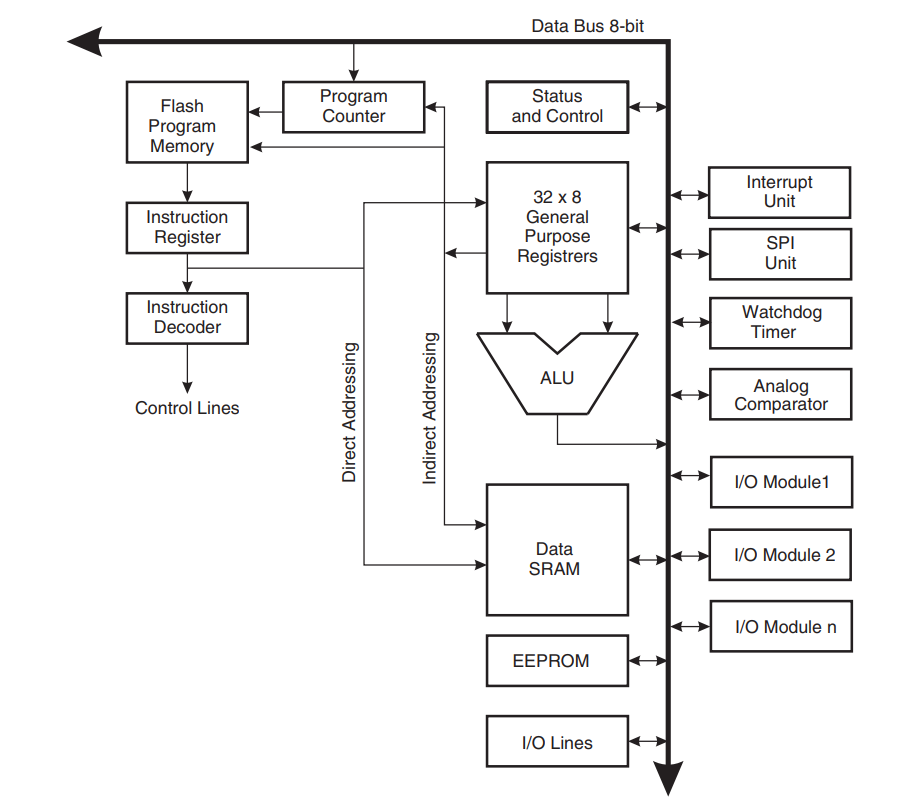 Data Bus 8-bit
Flash
Program
Memory
Program
Counter
Status
and Control
Interrupt
Unit
32 x 8
General
Purpose
Registrers
Instruction
Register
SPI
Unit
Instruction
Decoder
Watchdog
Timer
Control Lines
Direct Addressing
Indirect Addressing
ALU
Analog
Comparator
I/O Module1
Data
SRAM
I/O Module 2
I/O Module n
EEPROM
I/O Lines